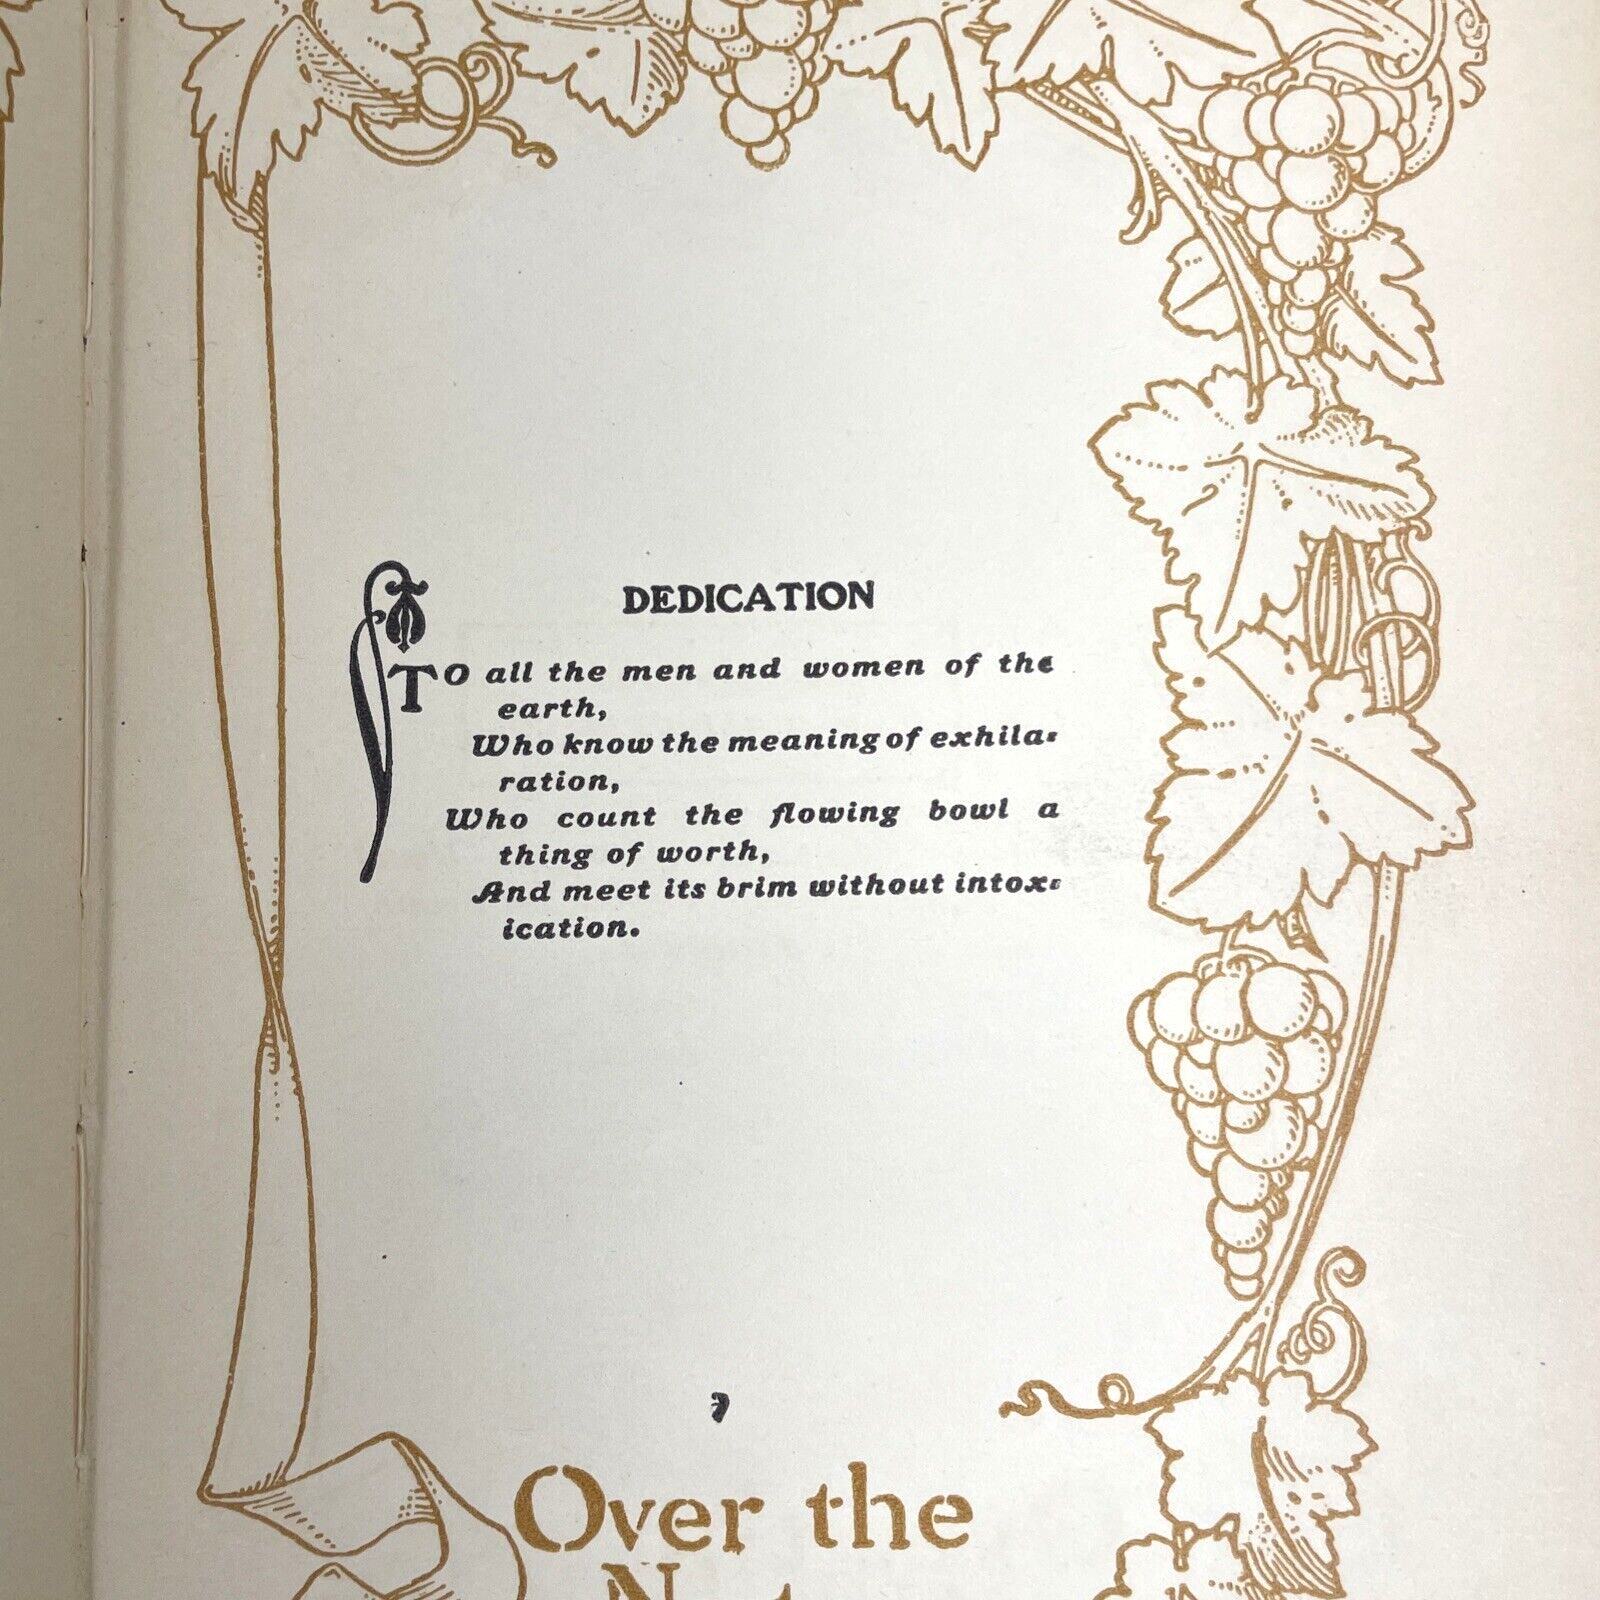 DEDICATION
TO all the men and women of the
earth,
Who know the meaning of exhila-
ration,
Who count the flowing bowl a
thing of worth,
And meet its brim without intox-
ication.
7
Over the